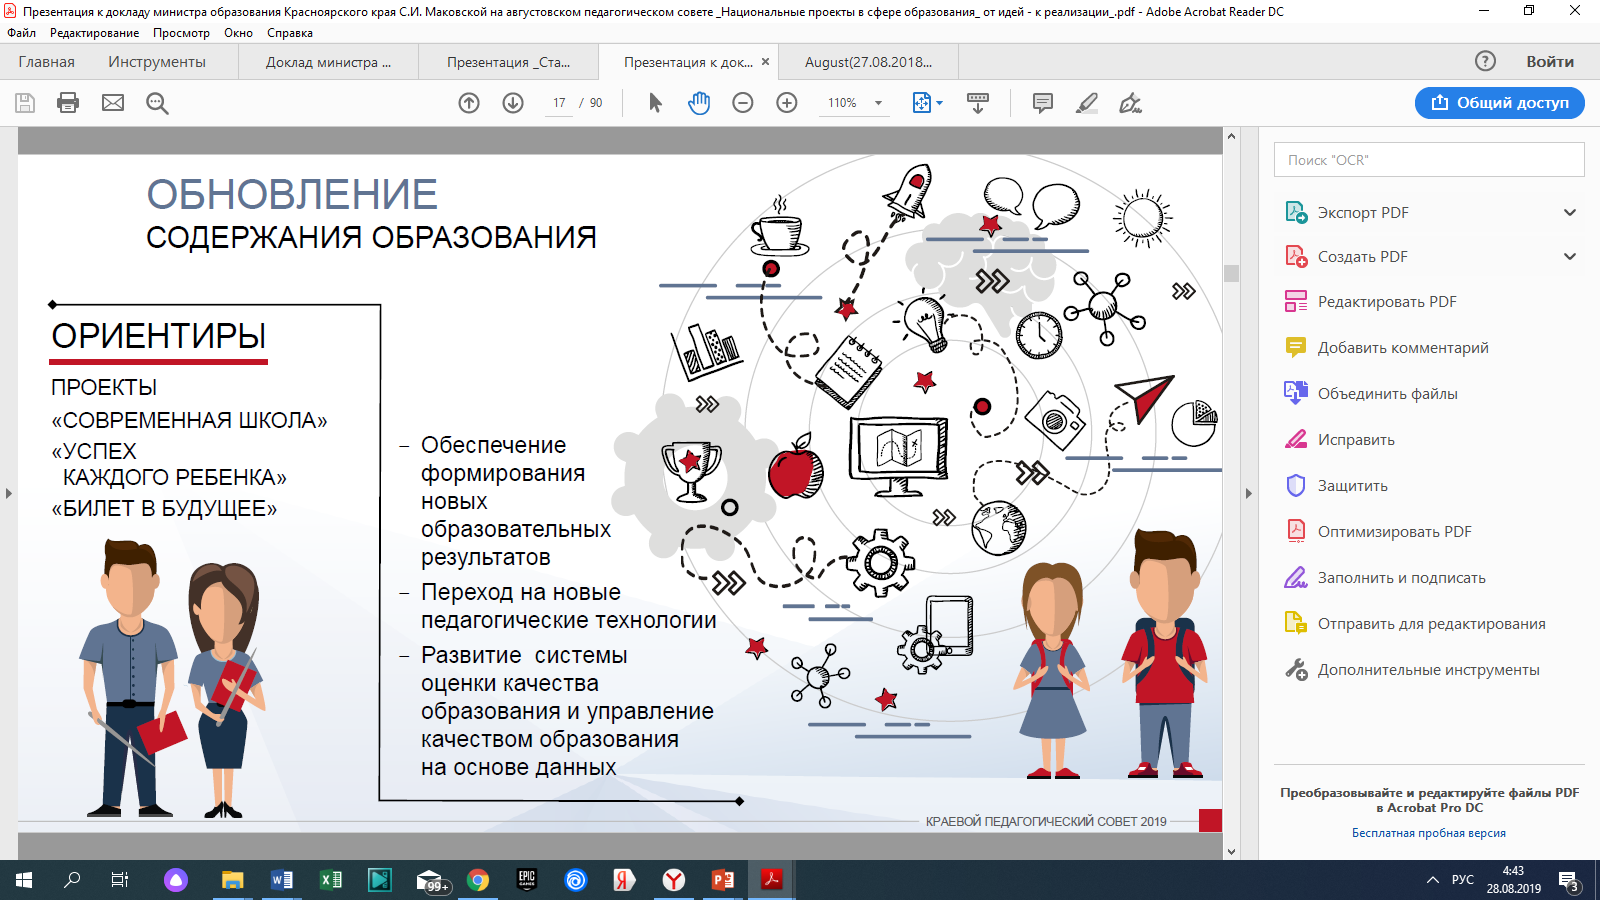 Презентация к докладу министра образования Красноярского края С.И. Маковской на августовском педагогическом совете _Национальные проекты в сфере образования_ от идей - к реализации_.pdf - Adobe Acrobat Reader DC
Файл Редактирование Просмотр Окно Справка
Главная Инструменты Доклад министра ... Презентация _Ста... Презентация к док... August(27.08.2018... Войти
17 / 90 110% Общий доступ
ОБНОВЛЕНИЕ
СОДЕРЖАНИЯ ОБРАЗОВАНИЯ
ОРИЕНТИРЫ
ПРОЕКТЫ
«СОВРЕМЕННАЯ ШКОЛА»
«УСПЕХ
КАЖДОГО РЕБЕНКА»
«БИЛЕТ В БУДУЩЕЕ»
– Обеспечение
формирования
новых
образовательных
результатов
– Переход на новые
педагогические технологии
– Развитие системы
оценки качества
образования и управление
качеством образования
на основе данных
КРАЕВОЙ ПЕДАГОГИЧЕСКИЙ СОВЕТ 2019
Поиск "OCR"
Экспорт PDF
Создать PDF
Редактировать PDF
Добавить комментарий
Объединить файлы
Исправить
Защитить
Оптимизировать PDF
Заполнить и подписать
Отправить для редактирования
Дополнительные инструменты
Преобразовывайте и редактируйте файлы PDF
в Acrobat Pro DC
Бесплатная пробная версия
99+
EPIC
GAMES
РУС
4:43
28.08.2019
3